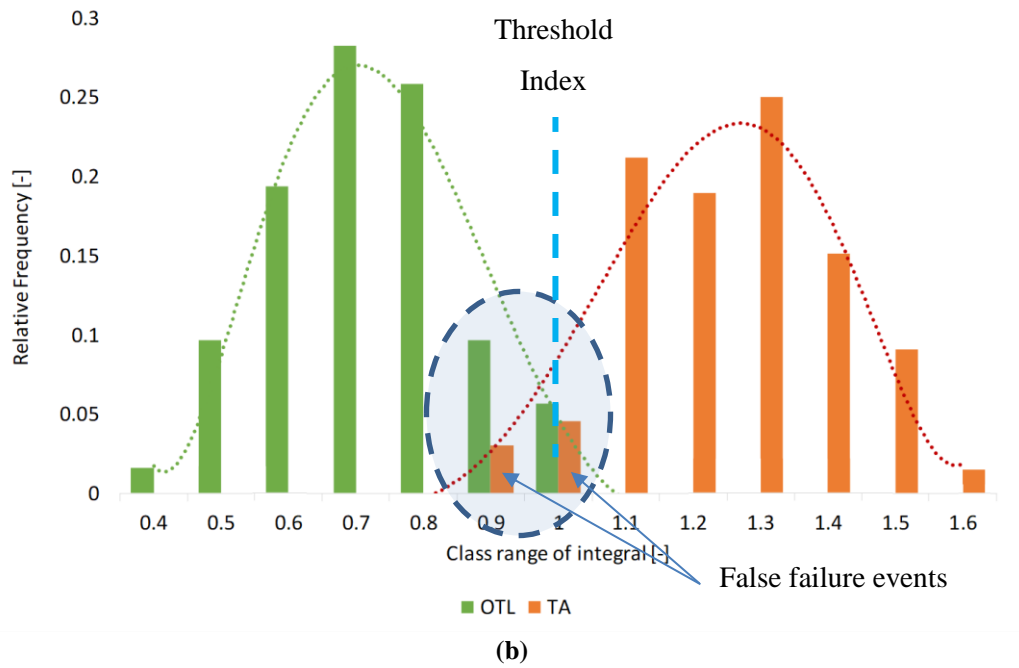 Threshold
Index
0.3
0.25
0.2
0.15
0.1
0.05
0
Relative Frequency [-]
0.4 0.5 0.6 0.7 0.8 0.9 1 1.1 1.2 1.3 1.4 1.5 1.6
Class range of integral [-]
False failure events
OTL TA
(b)